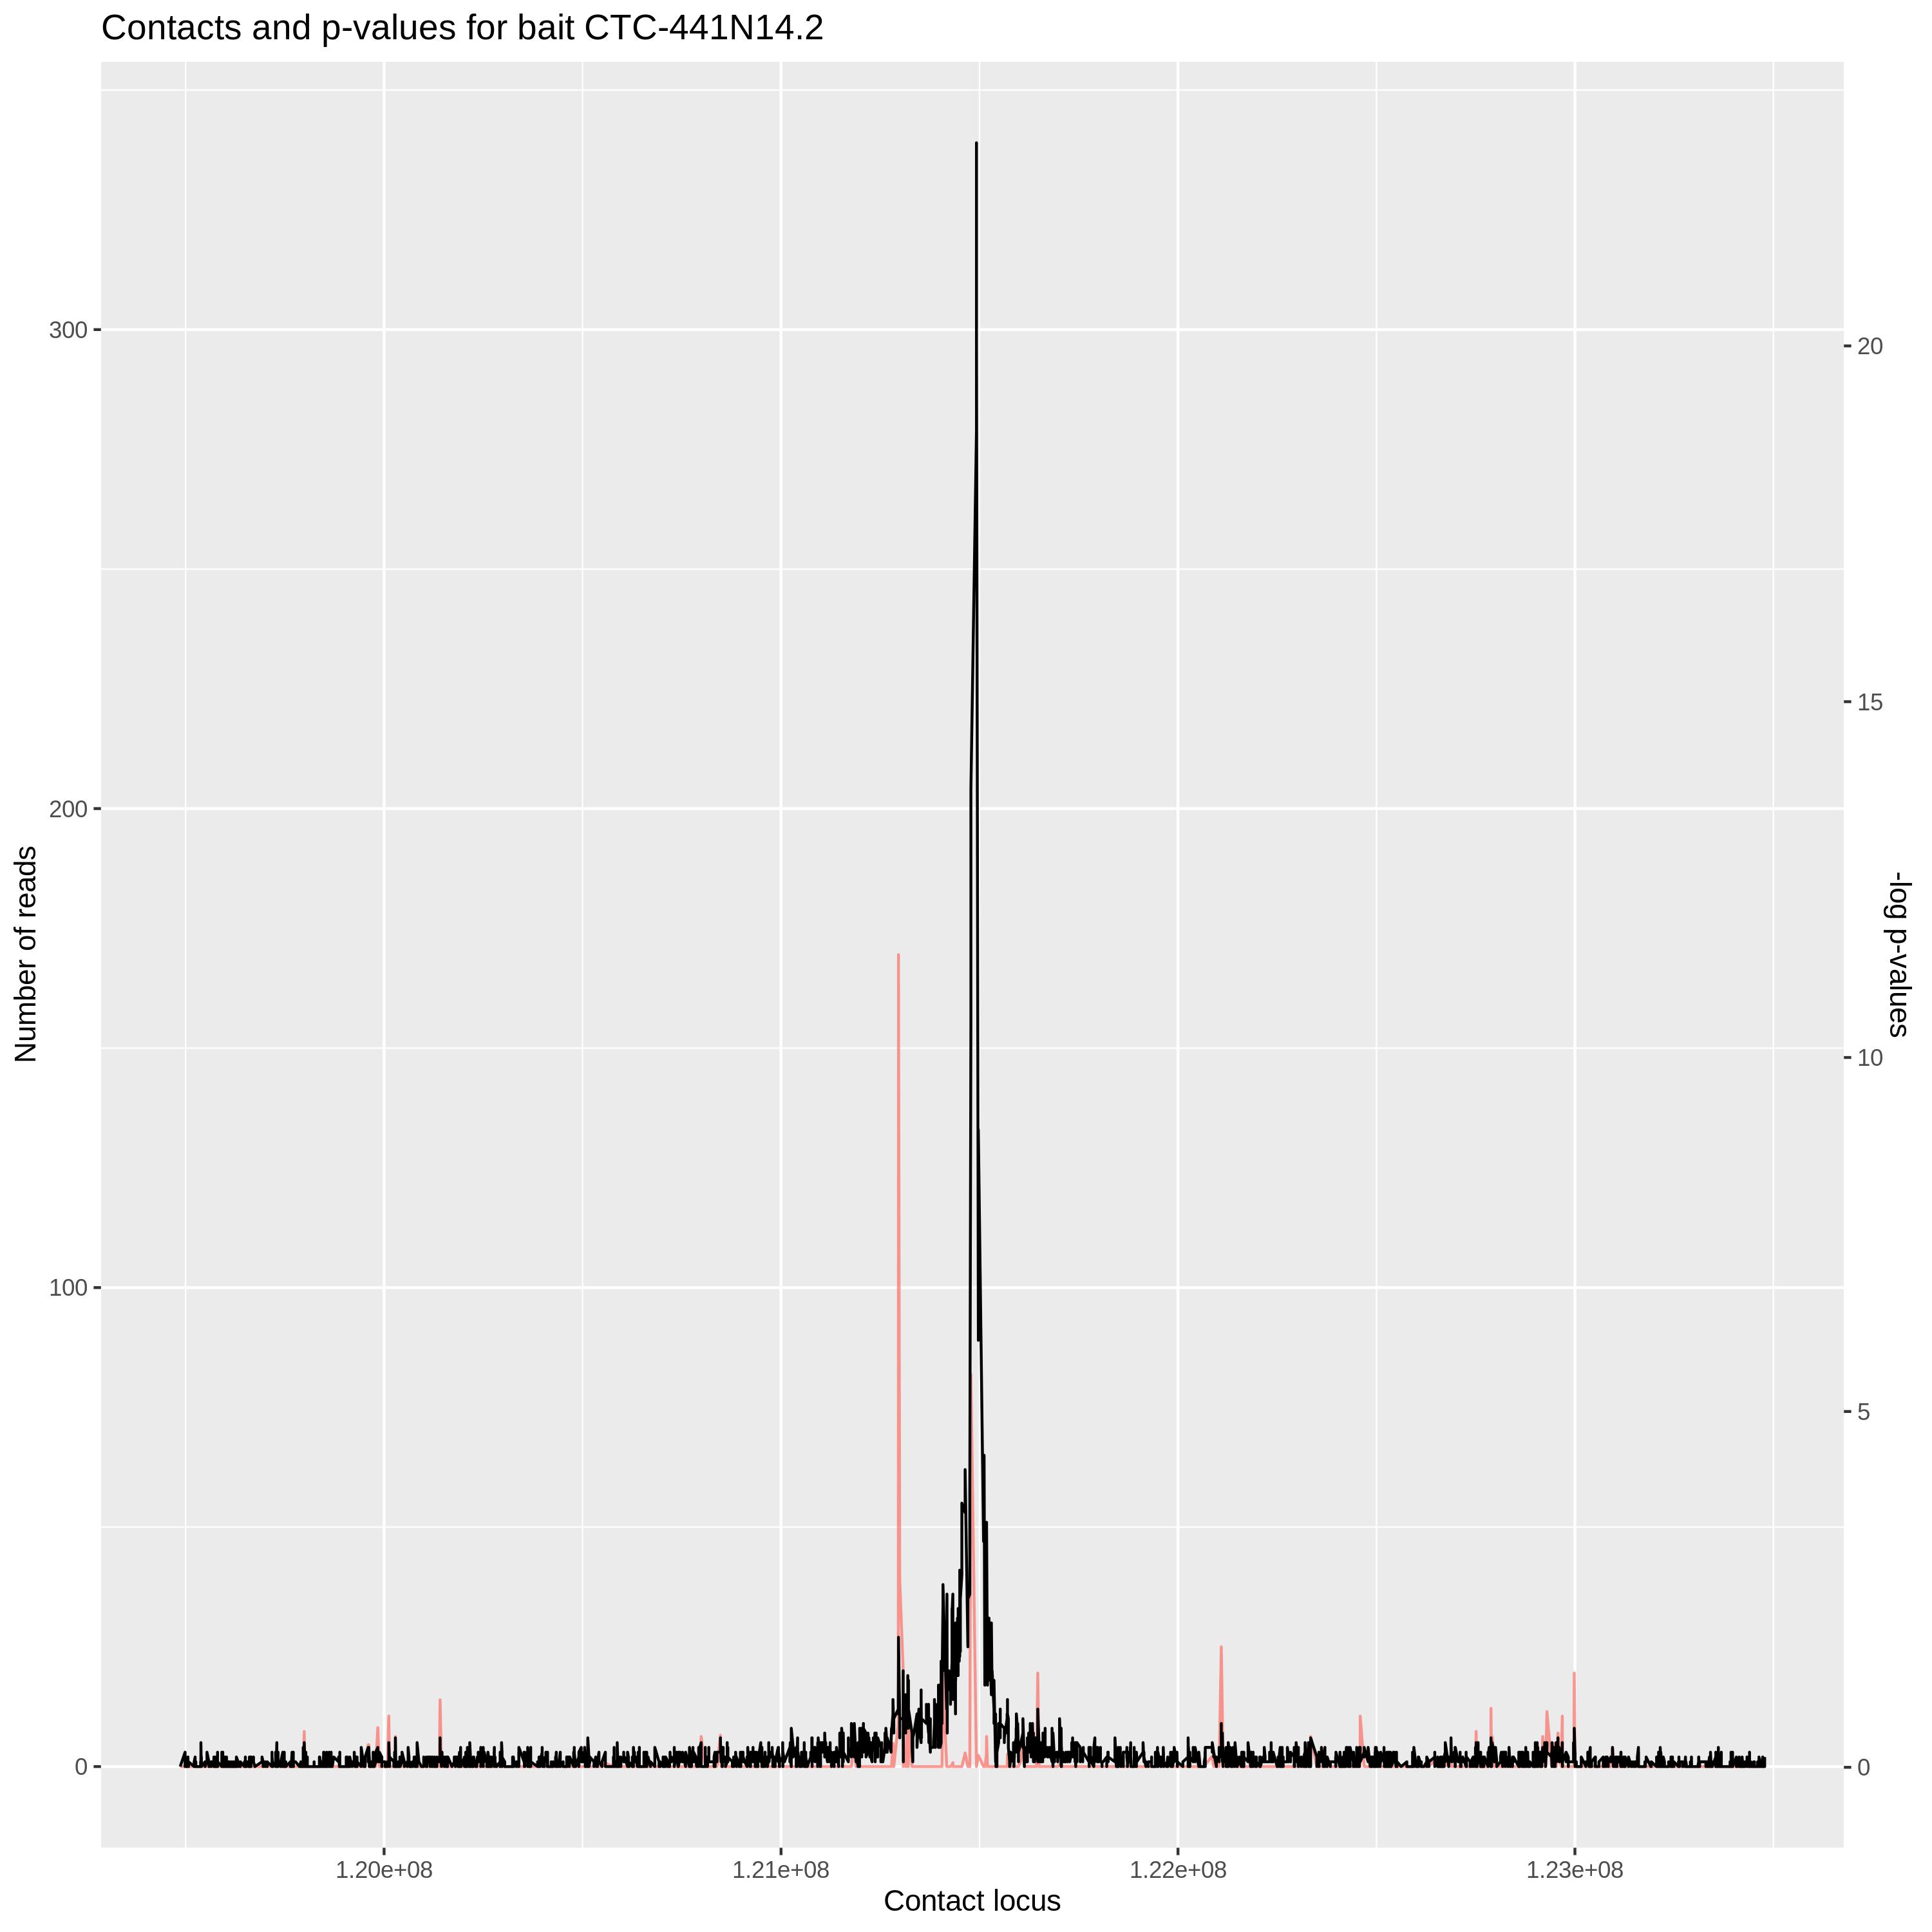 Contacts and p-values for bait CTC-441N14.2
300
200
100
0
Number of reads
20
15
10
5
0
-log p-values
1.20e+08
1.21e+08
1.22e+08
1.23e+08
Contact locus